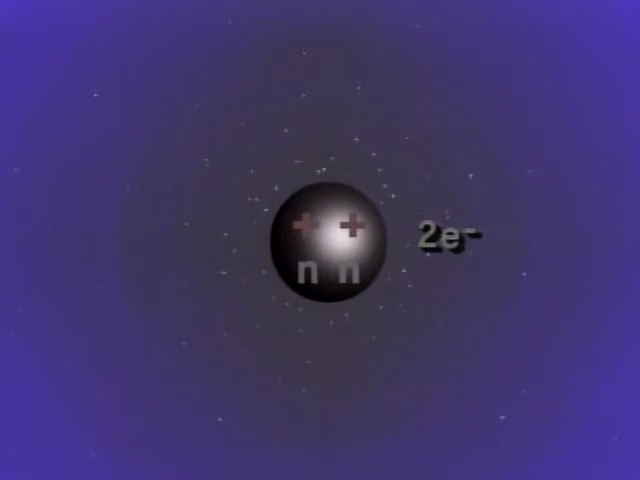 + +
2e⁻
n n